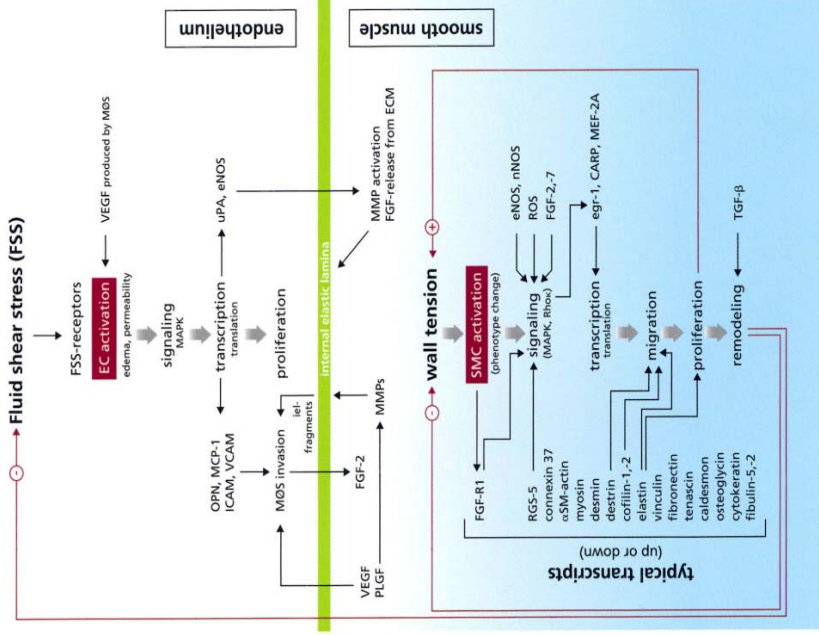 Fluid shear stress (FSS)
FSS-receptors
EC activation
edema, permeability
VEGF produced by MØS
signaling
MAPK
transcription
translation
uPA, eNOS
OPN, MCP-1
ICAM, VCAM
proliferation
MØS invasion
iel-
fragments
FGF-2
MMPs
VEGF
PLGF
MMP activation
FGF-release from ECM
endothelium
internal elastic lamina
smooth muscle
wall tension
SMC activation
(phenotype change)
FGF-R1
signaling
(MAPK, Rhoκ)
eNOS, nNOS
ROS
FGF-2,-7
egr-1, CARP, MEF-2A
transcription
translation
migration
proliferation
remodeling
TGF-β
RGS-5
connexin 37
αSM-actin
myosin
desmin
destrin
cofilin-1,-2
elastin
vinculin
fibronectin
tenascin
caldesmon
osteoglycin
cytokeratin
fibulin-5,-2
typical transcripts
(up or down)
-
-
+